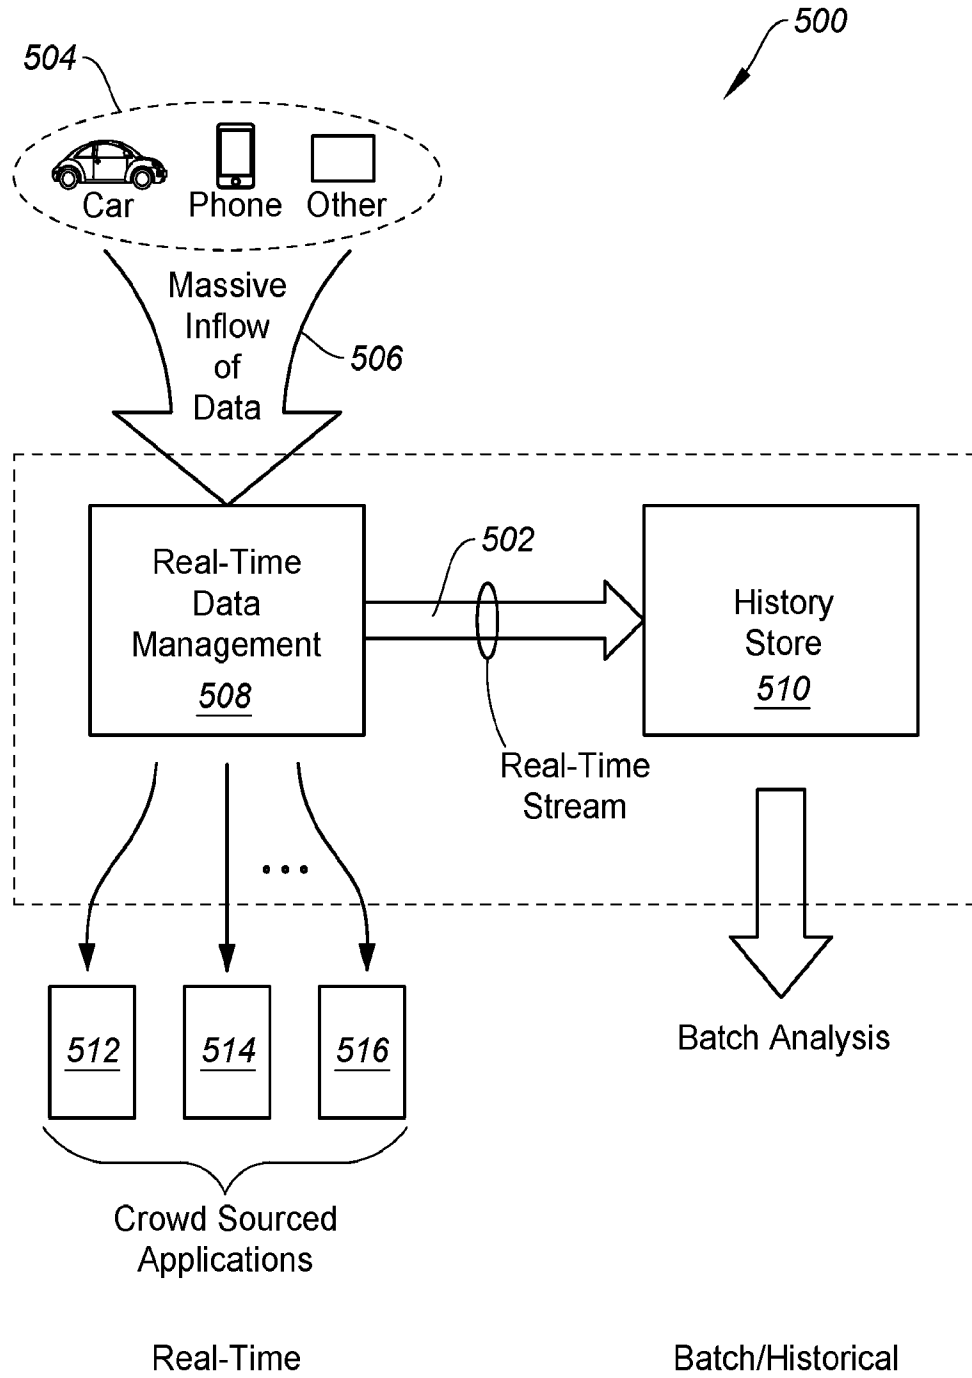 500
504
Car
Phone
Other
Massive
Inflow
of
Data
506
Real-Time
Data
Management
508
502
History
Store
510
Real-Time
Stream
...
512
514
516
Batch Analysis
Crowd Sourced
Applications
Real-Time
Batch/Historical